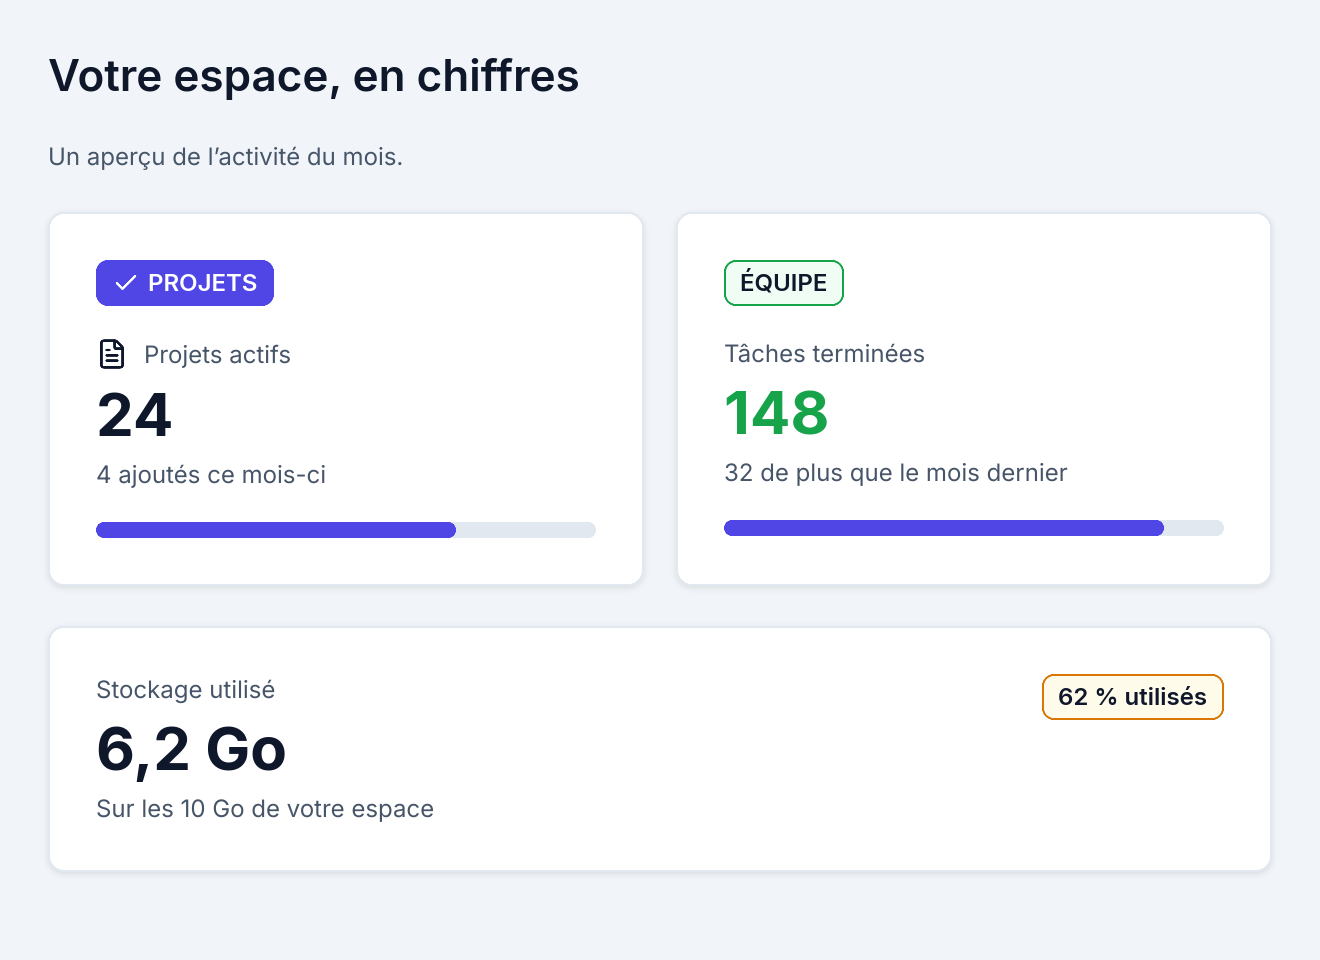 Votre espace, en chiffres
Un aperçu de l’activité du mois.
PROJETS
Projets actifs
24
4 ajoutés ce mois-ci
ÉQUIPE
Tâches terminées
148
32 de plus que le mois dernier
Stockage utilisé
6,2 Go
Sur les 10 Go de votre espace
62 % utilisés